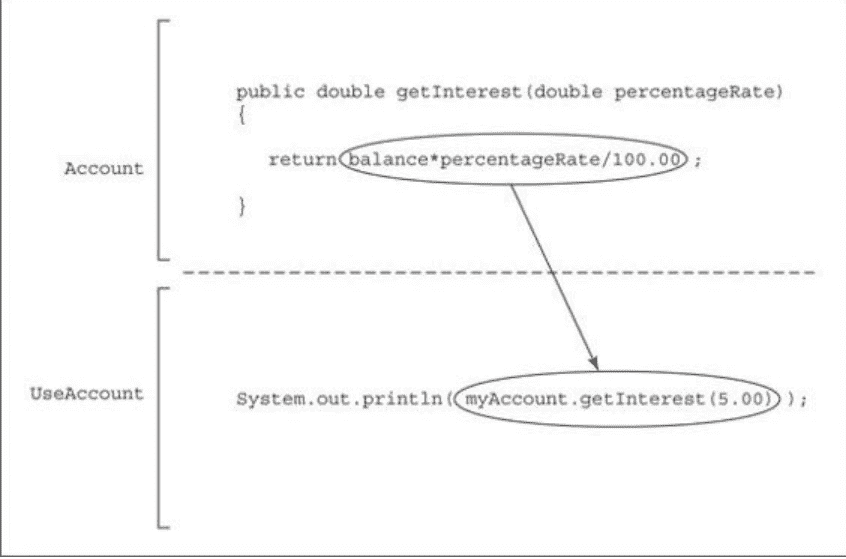 public double getInterest(double percentageRate)
{
return balance*percentageRate/100.00 ;
Account
}
UseAccount
System.out.println( myAccount.getInterest(5.00) );